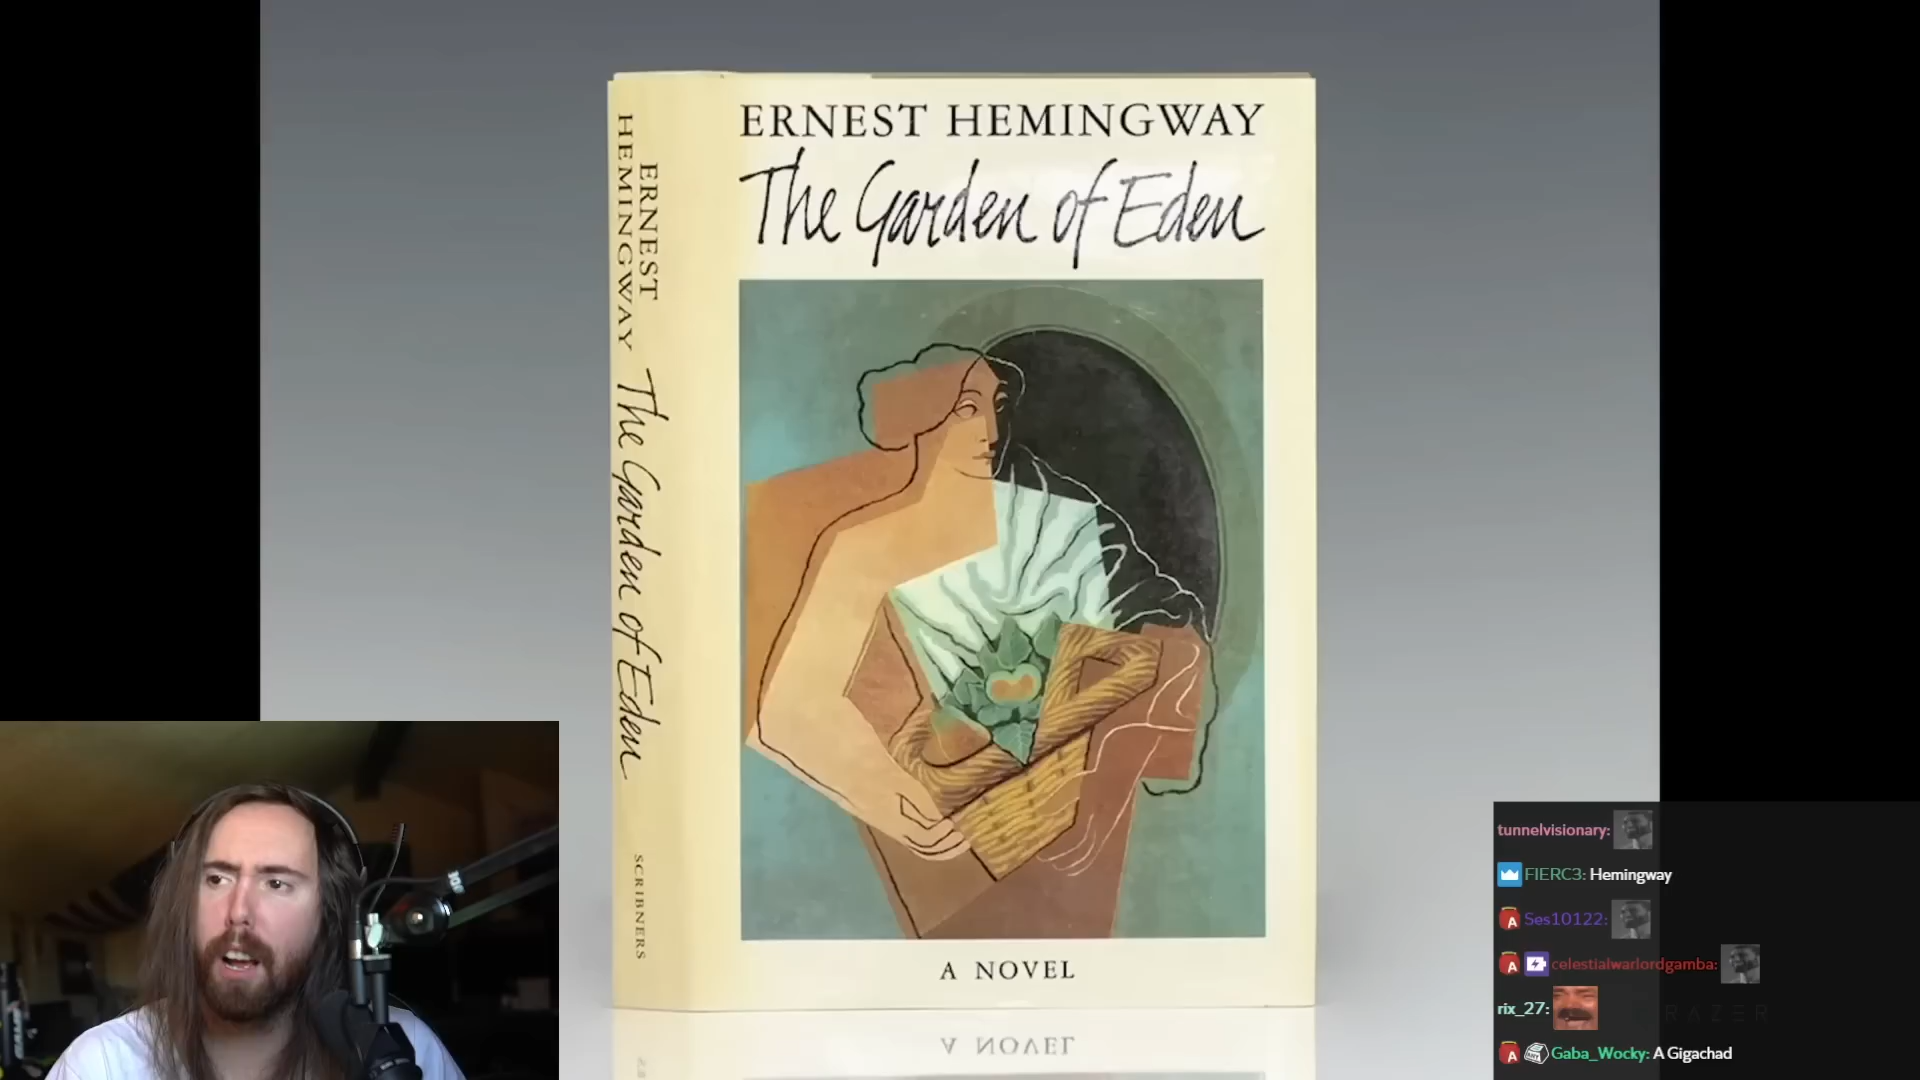 ERNEST HEMINGWAY
The Garden of Eden
A NOVEL
ERNEST
HEMINGWAY
The Garden of Eden
SCRIBNERS
A NOVEL
tunnelvisionary:
FIERC3: Hemingway
Ses10122:
celestialwarlordgamba:
rix_27:
RAZER
Gaba_Wocky: A Gigachad